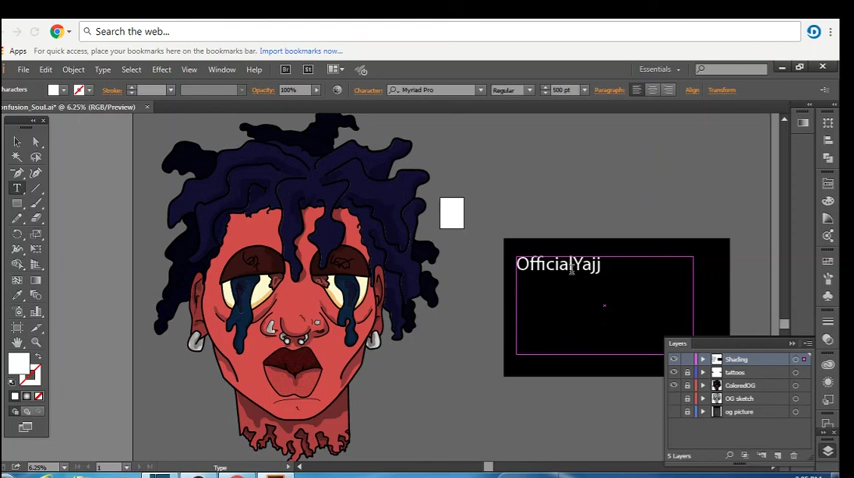 Search the web...
Apps For quick access, place your bookmarks here on the bookmarks bar. Import bookmarks now...
File Edit Object Type Select Effect View Window Help Br St Essentials
Characters Stroke: Opacity: 100% Character: Myriad Pro Regular 500 pt Paragraph: Align Transform
onfusion_Soul.ai* @ 6.25% (RGB/Preview)
OfficialYajj
Layers
Shading
tattoos
ColoredOG
OG sketch
og picture
5 Layers
6.25% 1 Type